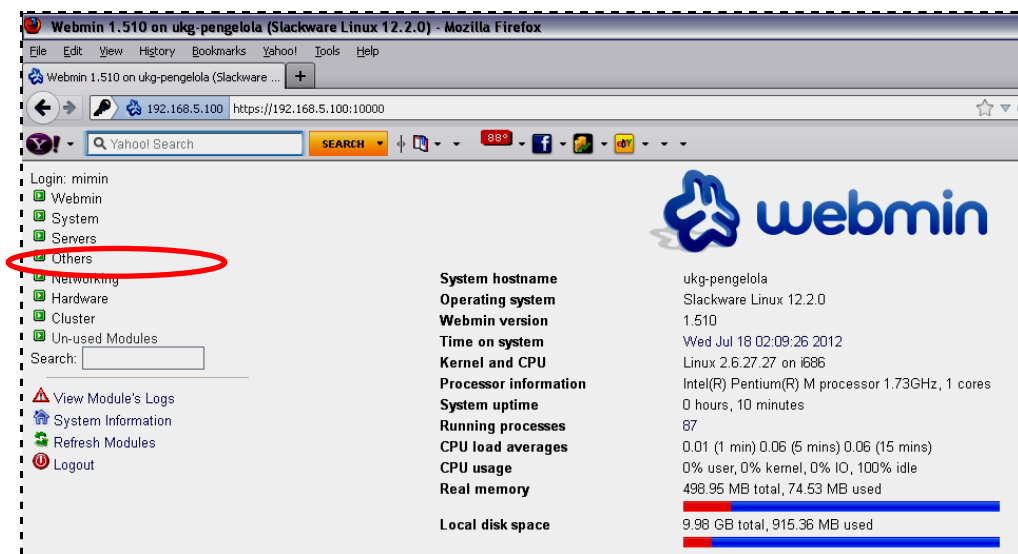 Webmin 1.510 on ukg-pengelola (Slackware Linux 12.2.0) - Mozilla Firefox
File Edit View History Bookmarks Yahoo! Tools Help
Webmin 1.510 on ukg-pengelola (Slackware ... +
192.168.5.100 https://192.168.5.100:10000
Y! Yahoo! Search SEARCH 88° f
Login: mimin
Webmin
System
Servers
Others
Networking
Hardware
Cluster
Un-used Modules
Search:
View Module's Logs
System Information
Refresh Modules
Logout
webmin
System hostname ukg-pengelola
Operating system Slackware Linux 12.2.0
Webmin version 1.510
Time on system Wed Jul 18 02:09:26 2012
Kernel and CPU Linux 2.6.27.27 on i686
Processor information Intel(R) Pentium(R) M processor 1.73GHz, 1 cores
System uptime 0 hours, 10 minutes
Running processes 87
CPU load averages 0.01 (1 min) 0.06 (5 mins) 0.06 (15 mins)
CPU usage 0% user, 0% kernel, 0% IO, 100% idle
Real memory 498.95 MB total, 74.53 MB used
Local disk space 9.98 GB total, 915.36 MB used